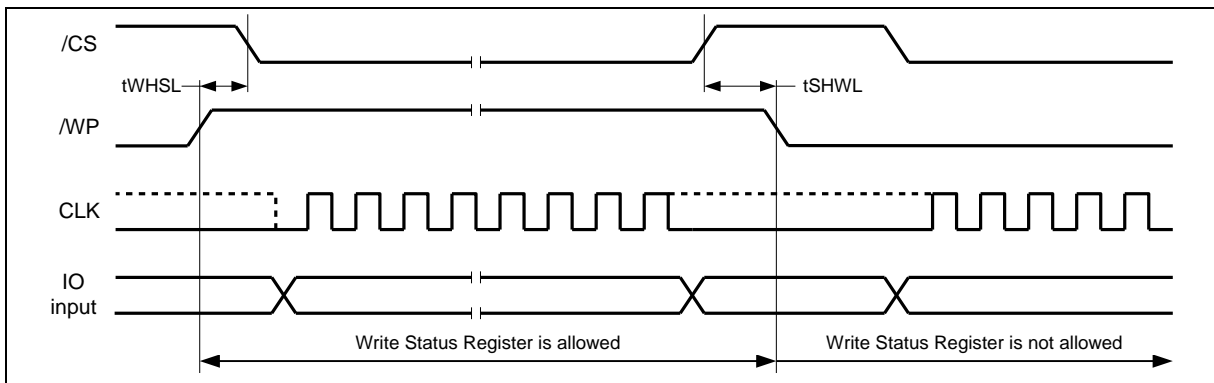 /CS
tWHSL
tSHWL
/WP
CLK
IO
input
Write Status Register is allowed
Write Status Register is not allowed